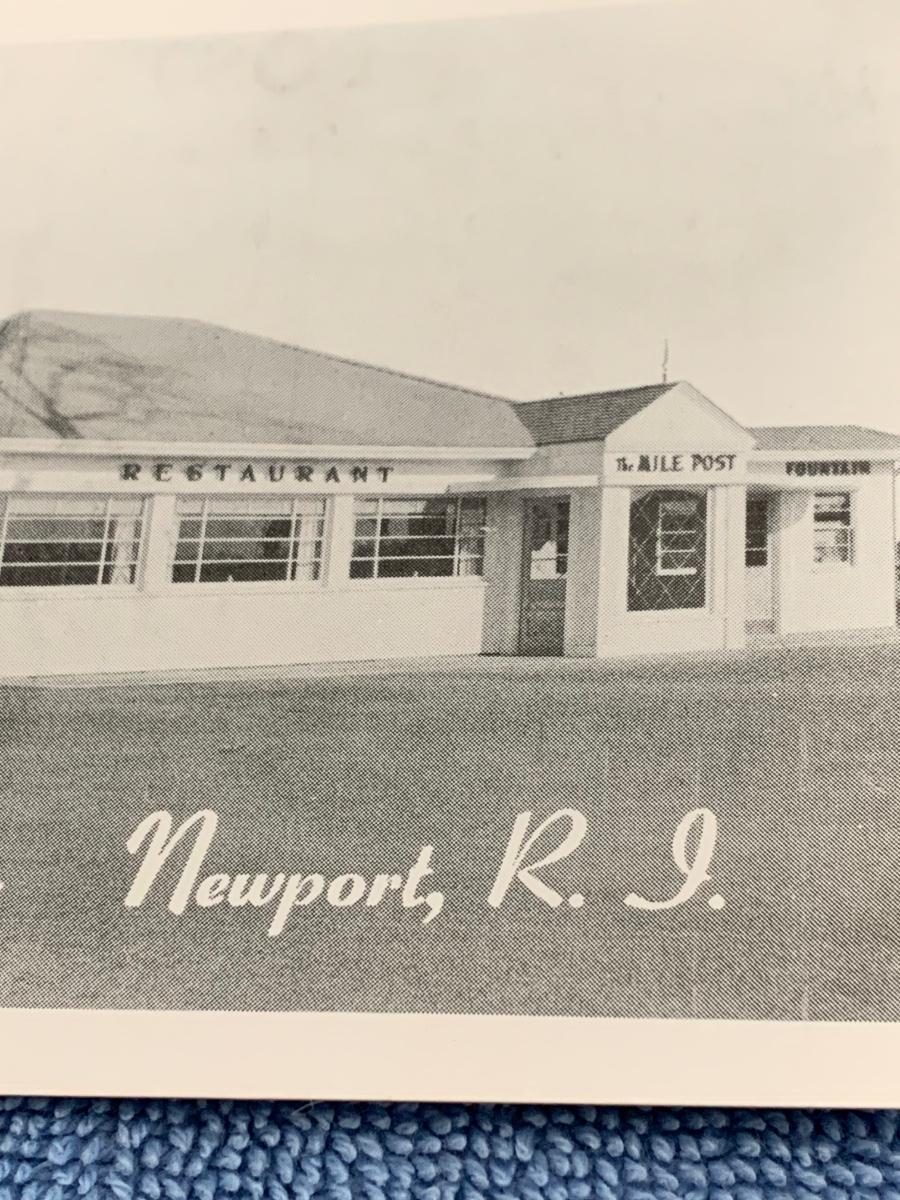 RESTAURANT
The MILE POST
FOUNTAIN
Newport, R. I.